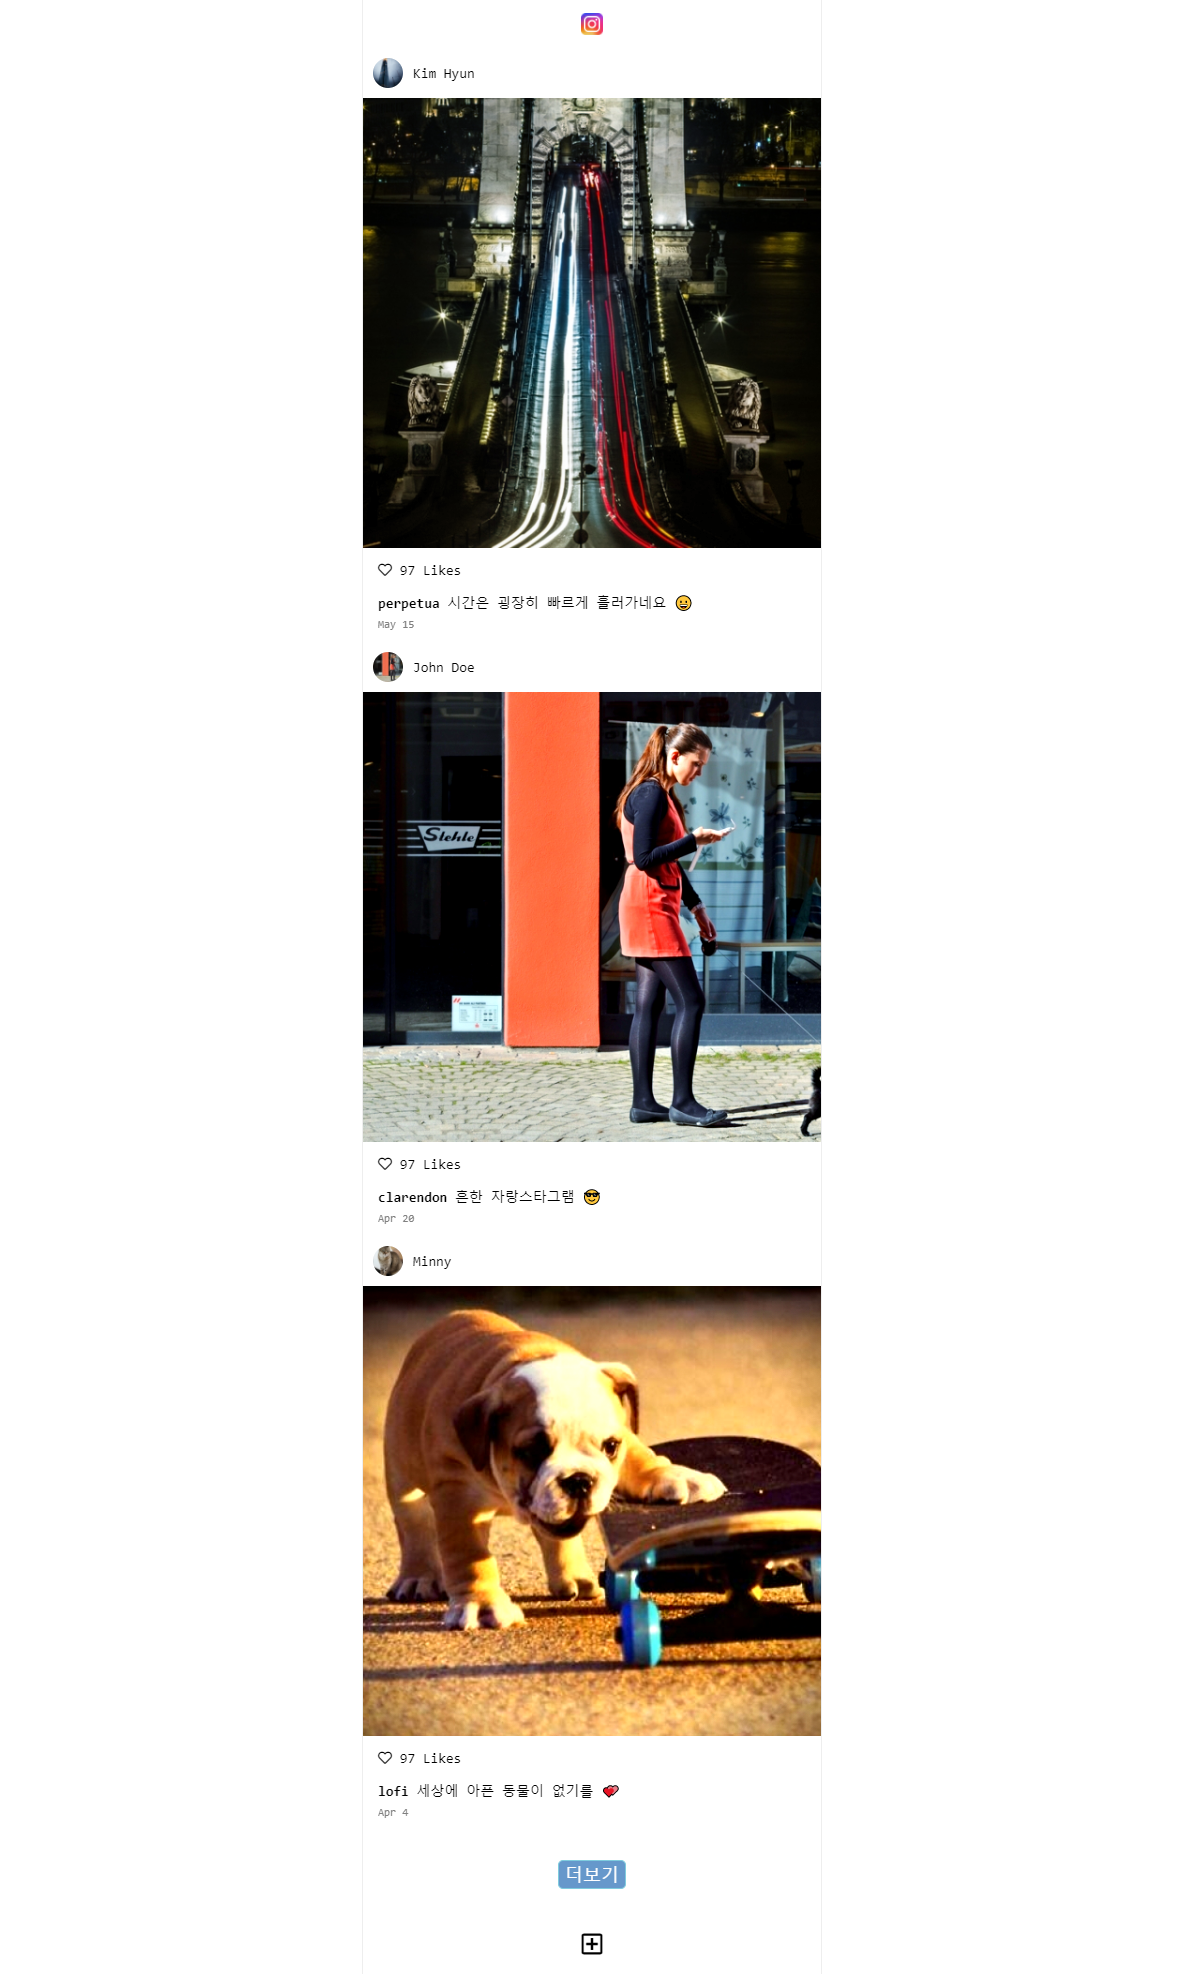 Kim Hyun
97 Likes
perpetua 시간은 굉장히 빠르게 흘러가네요 😀
May 15
John Doe
Stehle
97 Likes
clarendon 흔한 자랑스타그램 😎
Apr 20
Minny
97 Likes
lofi 세상에 아픈 동물이 없기를 💕
Apr 4
더보기